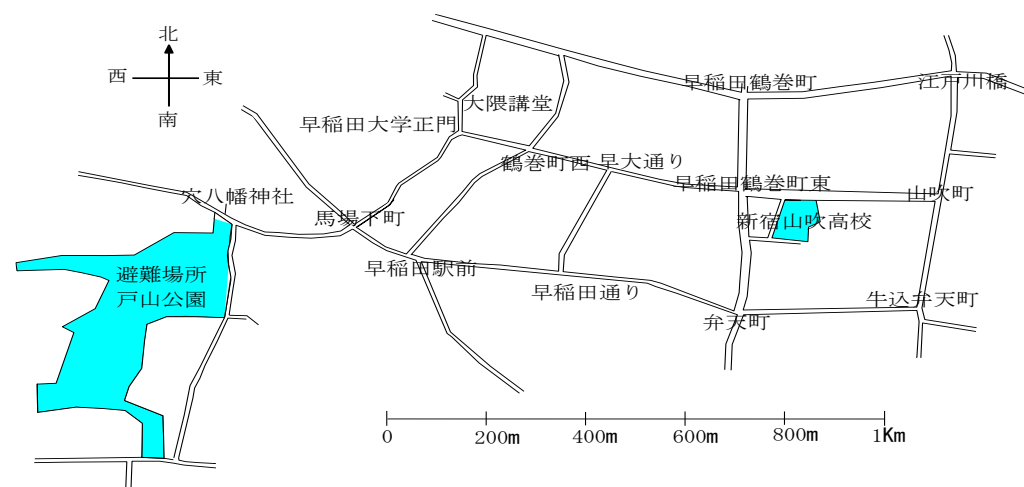 北
西
東
南
早稲田鶴巻町
江戸川橋
大隈講堂
早稲田大学正門
鶴巻町西
早大通り
早稲田鶴巻町東
山吹町
穴八幡神社
馬場下町
新宿山吹高校
避難場所
戸山公園
早稲田駅前
早稲田通り
弁天町
牛込弁天町
0
200m
400m
600m
800m
1Km